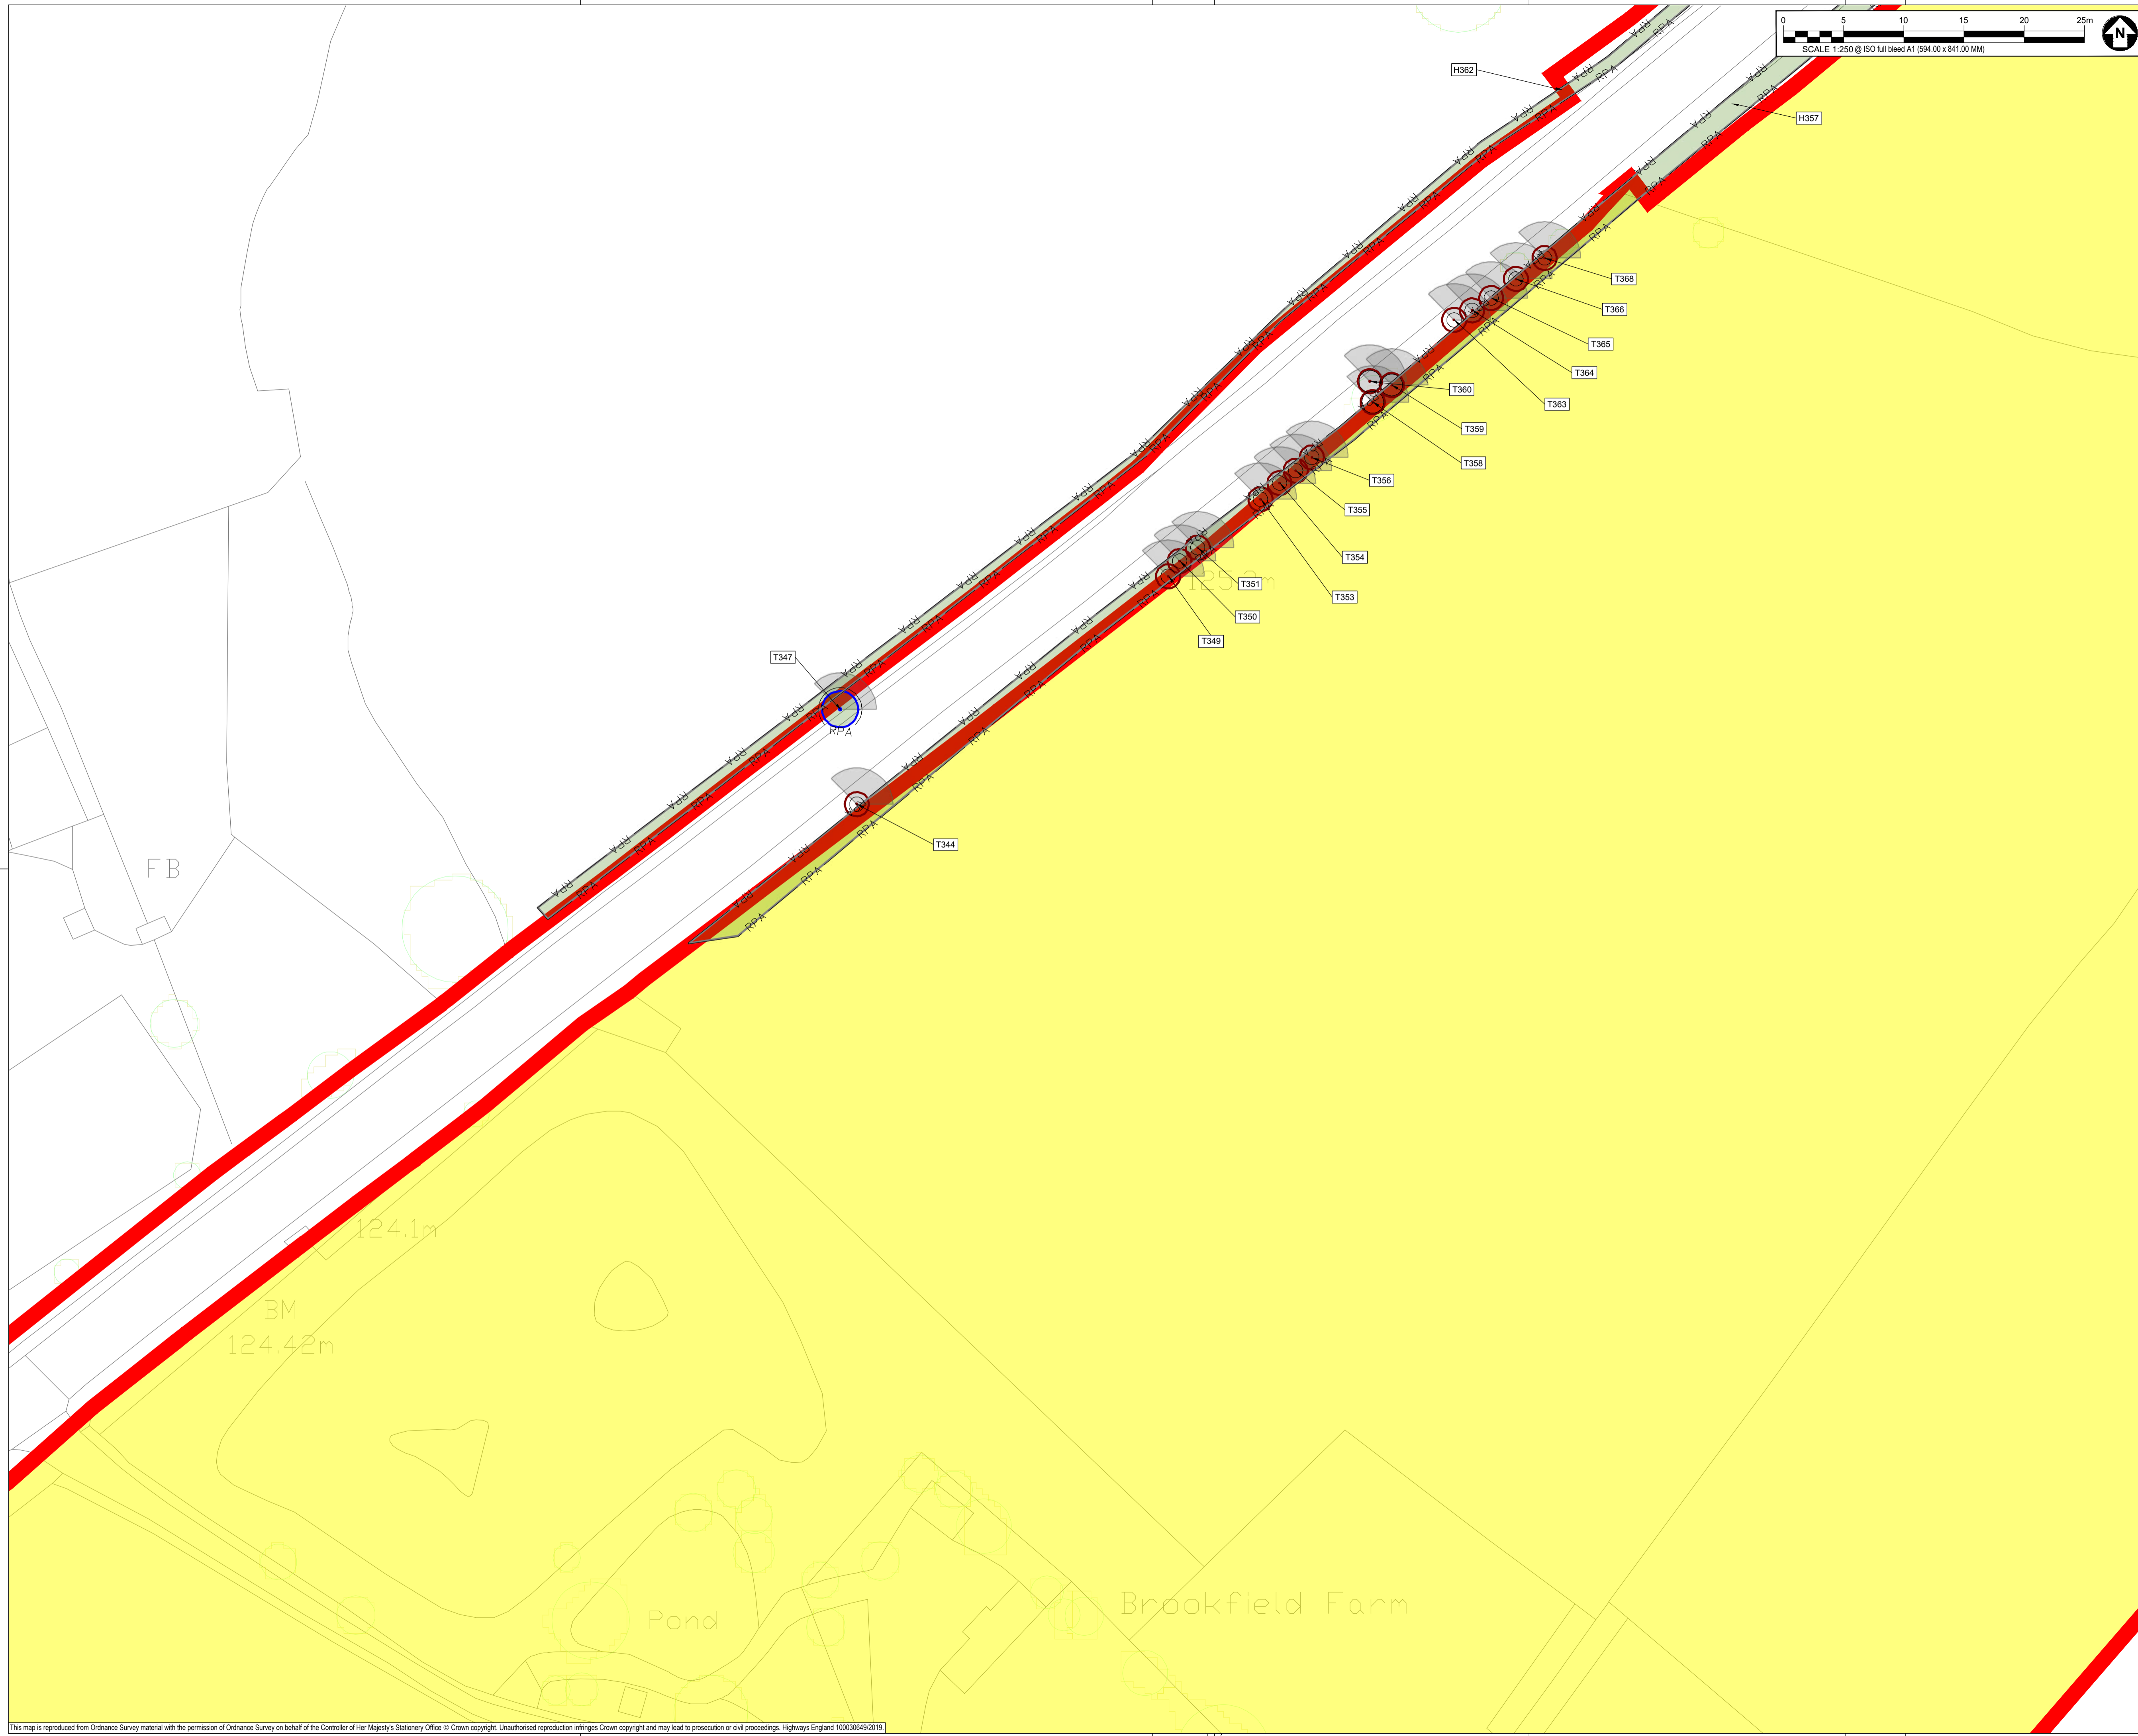 0 5 10 15 20 25m
SCALE 1:250 @ ISO full bleed A1 (594.00 x 841.00 MM)
N
H362
H357
T368
T366
T365
T364
T360
T363
T359
T358
T356
T355
T354
T351
T353
T350
T349
T347
RPA
T344
FB
124.1m
BM
124.42m
Pond
Brookfield Farm
This map is reproduced from Ordnance Survey material with the permission of Ordnance Survey on behalf of the Controller of Her Majesty's Stationery Office © Crown copyright. Unauthorised reproduction infringes Crown copyright and may lead to prosecution or civil proceedings. Highways England 100030649/2019.